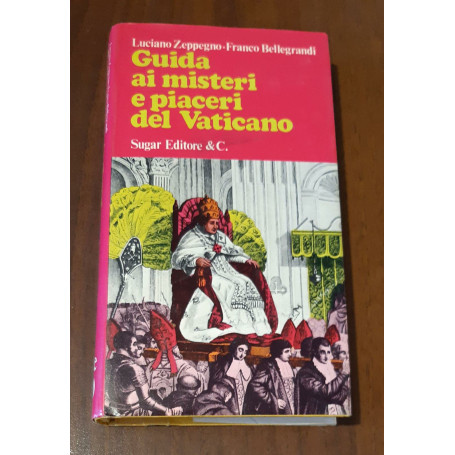 Luciano Zeppegno-Franco Bellegrandi
Guida
ai misteri
e piaceri
del Vaticano
Sugar Editore & C.